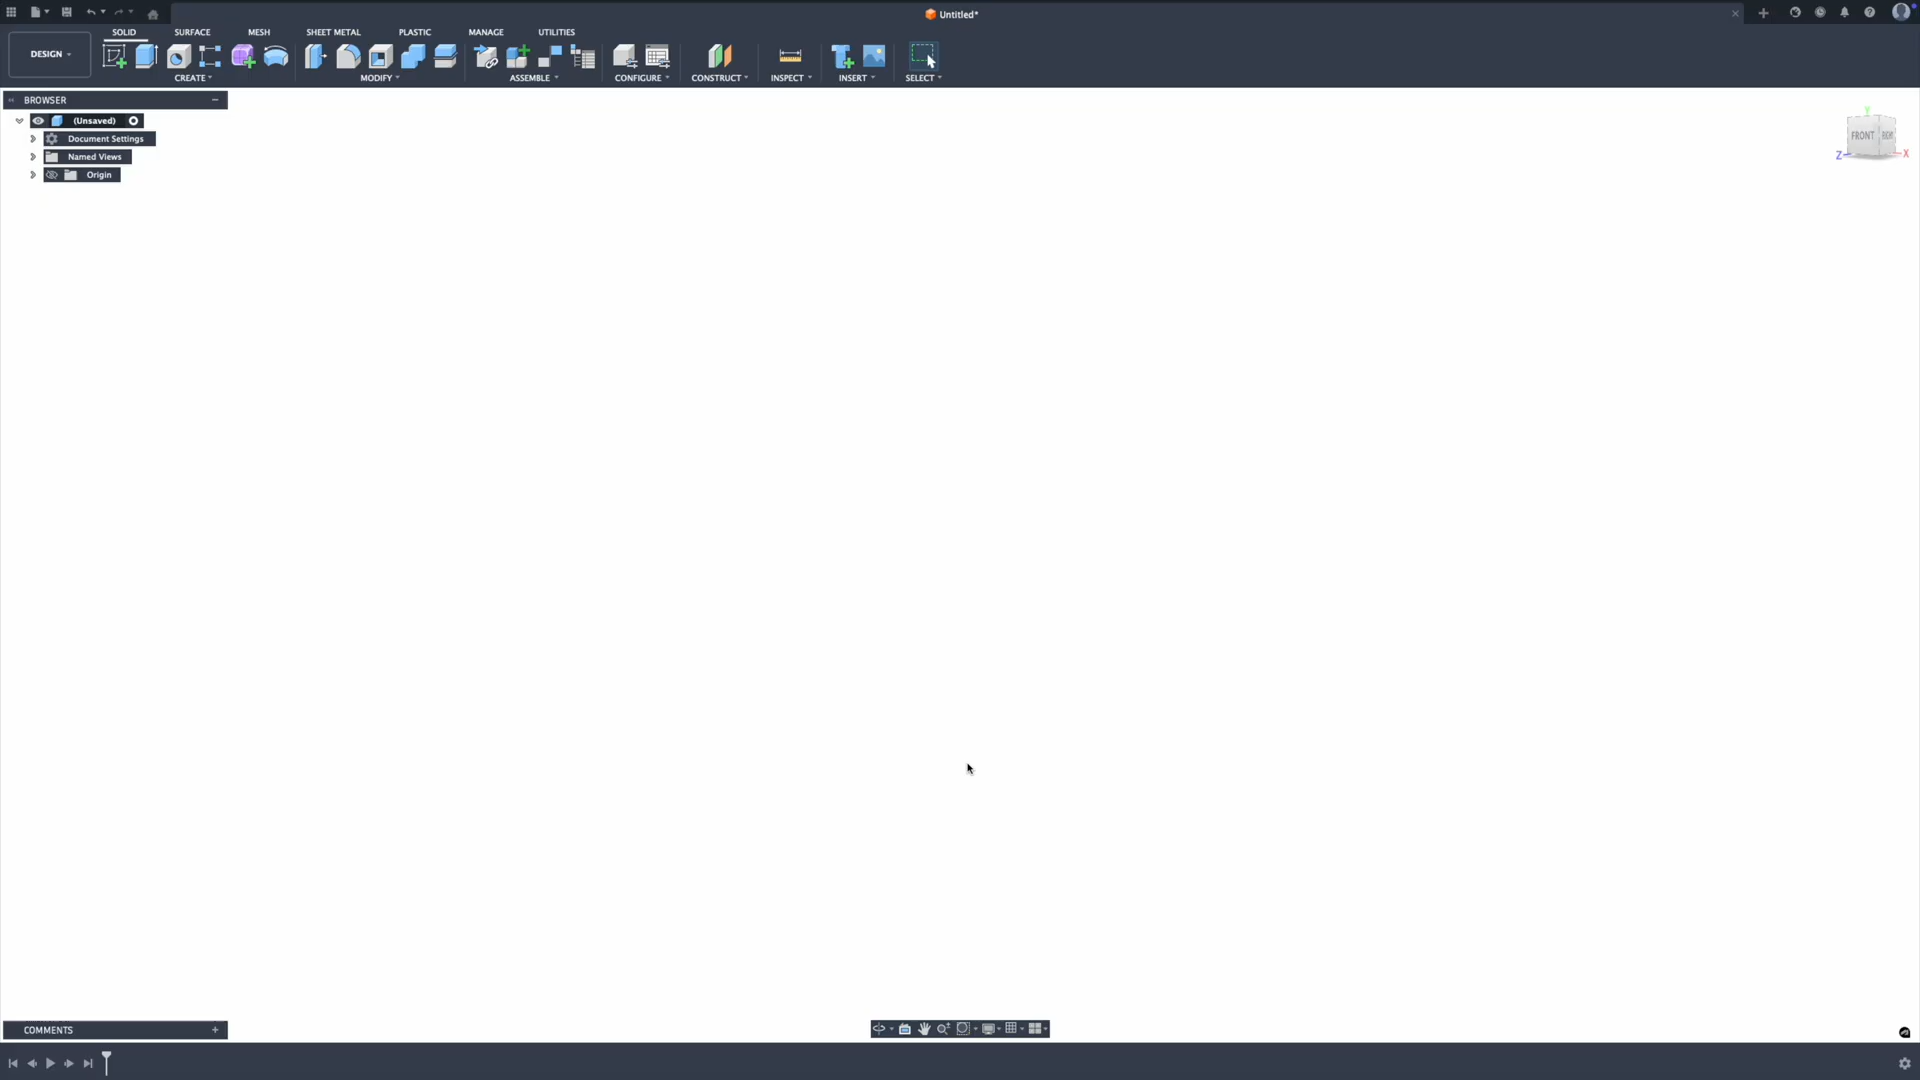 Untitled*
SOLID SURFACE MESH SHEET METAL PLASTIC MANAGE UTILITIES
DESIGN
CREATE MODIFY ASSEMBLE CONFIGURE CONSTRUCT INSPECT INSERT SELECT
BROWSER
(Unsaved)
Document Settings
Named Views
Origin
Y
FRONT RIGHT
Z X
COMMENTS